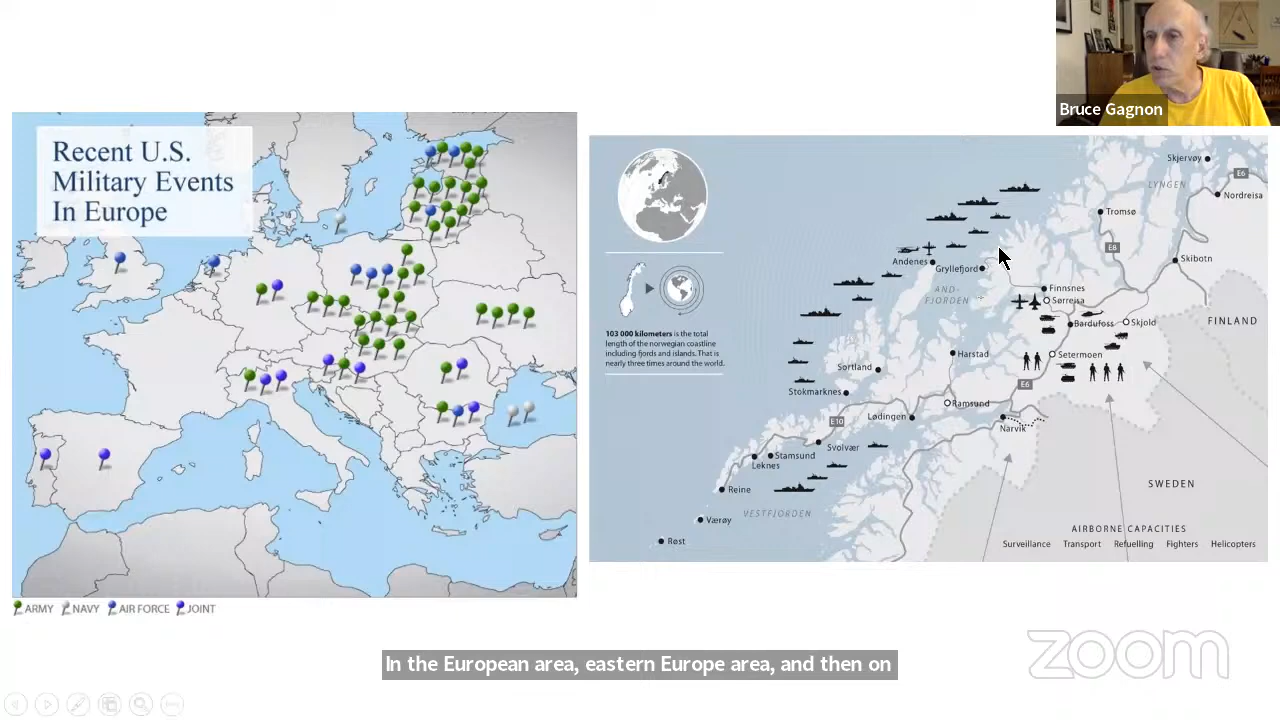 Bruce Gagnon
Recent U.S.
Military Events
In Europe
ARMY NAVY AIR FORCE JOINT
103 000 kilometers is the total
length of the norwegian coastline
including fjords and islands. That is
nearly three times around the world.
Skjervøy
E6
LYNGEN
Nordreisa
Tromsø
E8
Skibotn
Andenes
Gryllefjord
AND-
FJORDEN
Finnsnes
Sørreisa
Bardufoss
Skjold
FINLAND
Harstad
Setermoen
Sortland
E6
Stokmarknes
Ramsund
Lødingen
E10
Narvik
Svolvær
Stamsund
Leknes
Reine
SWEDEN
VESTFJORDEN
Værøy
AIRBORNE CAPACITIES
Røst
Surveillance Transport Refuelling Fighters Helicopters
zoom
In the European area, eastern Europe area, and then on